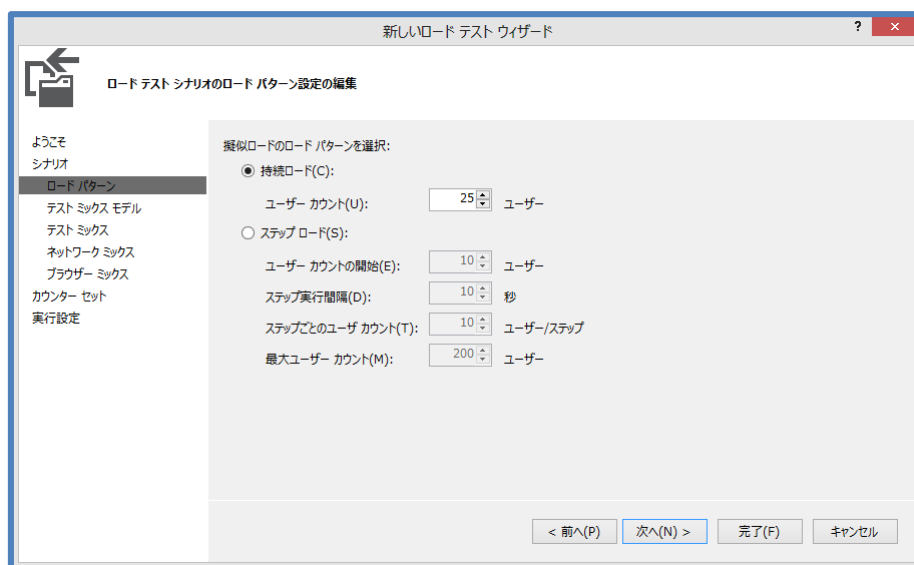 新しいロード テスト ウィザード
? ×
ロード テスト シナリオのロード パターン設定の編集
ようこそ
シナリオ
ロード パターン
テスト ミックス モデル
テスト ミックス
ネットワーク ミックス
ブラウザー ミックス
カウンター セット
実行設定
擬似ロードのロード パターンを選択:
持続ロード(C):
ユーザー カウント(U): 25 ユーザー
ステップ ロード(S):
ユーザー カウントの開始(E): 10 ユーザー
ステップ実行間隔(D): 10 秒
ステップごとのユーザ カウント(T): 10 ユーザー/ステップ
最大ユーザー カウント(M): 200 ユーザー
< 前へ(P) 次へ(N) > 完了(F) キャンセル